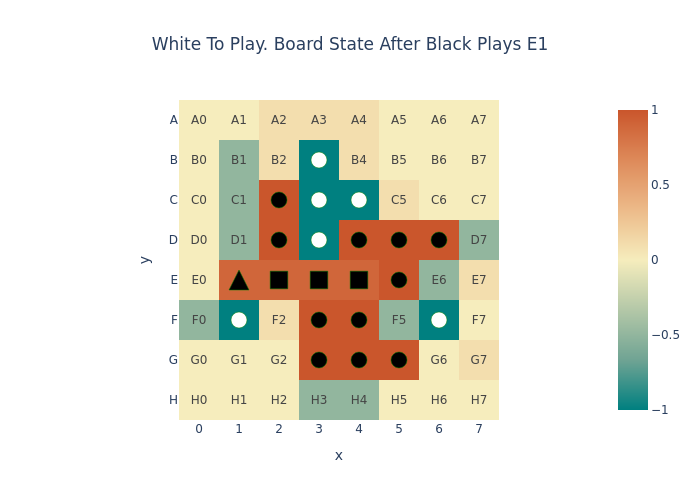 White To Play. Board State After Black Plays E1
A A0 A1 A2 A3 A4 A5 A6 A7
B B0 B1 B2 B4 B5 B6 B7
C C0 C1 C5 C6 C7
D D0 D1 D7
E E0 E6 E7
F F0 F2 F5 F7
G G0 G1 G2 G6 G7
H H0 H1 H2 H3 H4 H5 H6 H7
0 1 2 3 4 5 6 7
x
y
1
0.5
0
−0.5
−1